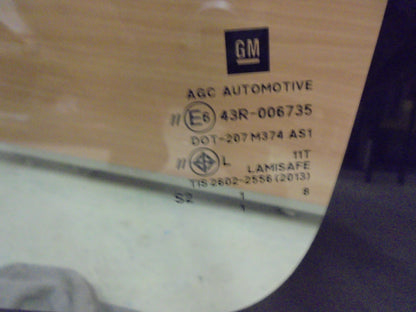 GM
AGC AUTOMOTIVE
// E6 43R-006735
DOT-207 M374 AS1
11T
// L LAMISAFE
TIS 2602-2556 (2013)
S2 1 8
1